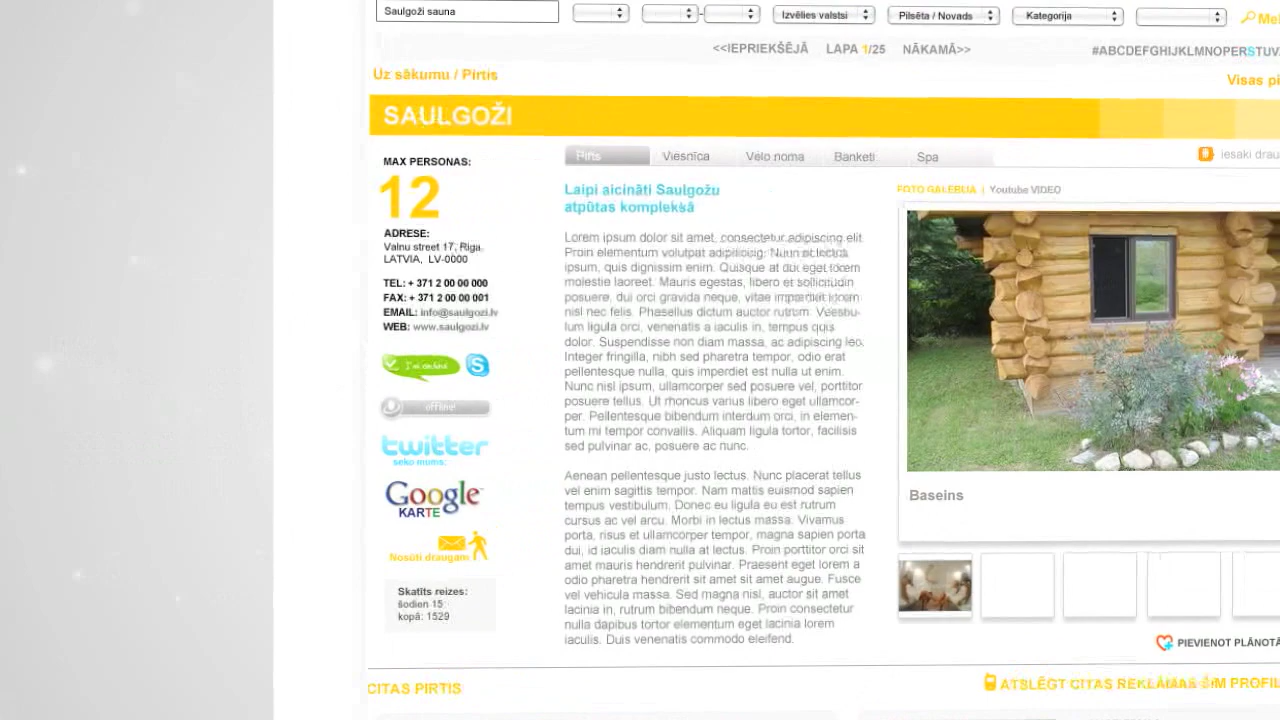 Saulgoži sauna
Izvēlies valsti
Pilsēta / Novads
Kategorija
<<IEPRIEKŠĒJĀ LAPA 1/25 NĀKAMĀ>>
#ABCDEFGHIJKLMNOPERSTUV
Uz sākumu / Pirtis
Visas
SAULGOŽI
MAX PERSONAS:
12
ADRESE:
Valnu street 17, Riga
LATVIA, LV-0000
TEL: + 371 2 00 00 000
FAX: + 371 2 00 00 001
EMAIL: info@saulgozi.lv
WEB: www.saulgozi.lv
I'm online
offline!
twitter
seko mums:
Google
KARTE
Nosūti draugam
Skatīts reizes:
šodien 15
kopā: 1529
Pirts Viesnīca Velo noma Banketi Spa
iesaki drau
Laipi aicināti Saulgožu
atpūtas kompleksā
Lorem ipsum dolor sit amet, consectetur adipiscing elit
Proin elementum volutpat adipiscing. Nunc et lectus
ipsum, quis dignissim enim. Quisque at dui eget lorem
molestie laoreet. Mauris egestas, libero et sollicitudin
posuere, dui orci gravida neque, vitae imperdiet lorem
nisl nec felis. Phasellus dictum auctor rutrum. Vestibu-
lum ligula orci, venenatis a iaculis in, tempus quis
dolor. Suspendisse non diam massa, ac adipiscing leo.
Integer fringilla, nibh sed pharetra tempor, odio erat
pellentesque nulla, quis imperdiet est nulla ut enim.
Nunc nisl ipsum, ullamcorper sed posuere vel, porttitor
posuere tellus. Ut rhoncus varius libero eget ullamcor-
per. Pellentesque bibendum interdum orci, in elemen-
tum mi tempor convallis. Aliquam ligula tortor, facilisis
sed pulvinar ac, posuere ac nunc.
Aenean pellentesque justo lectus. Nunc placerat tellus
vel enim sagittis tempor. Nam mattis euismod sapien
tempus vestibulum. Donec eu ligula eu est rutrum
cursus ac vel arcu. Morbi in lectus massa. Vivamus
porta, risus et ullamcorper tempor, magna sapien porta
dui, id iaculis diam nulla at lectus. Proin porttitor orci sit
amet mauris hendrerit pulvinar. Praesent eget lorem a
odio pharetra hendrerit sit amet sit amet augue. Fusce
vel vehicula massa. Sed magna nisl, auctor sit amet
lacinia in, rutrum bibendum neque. Proin consectetur
nulla dapibus tortor elementum eget lacinia lorem
iaculis. Duis venenatis commodo eleifend.
FOTO GALERIJA | Youtube VIDEO
Baseins
PIEVIENOT PLĀNOTĀ
CITAS PIRTIS
ATSLĒGT CITAS REKLĀMAS ŠIM PROFIL